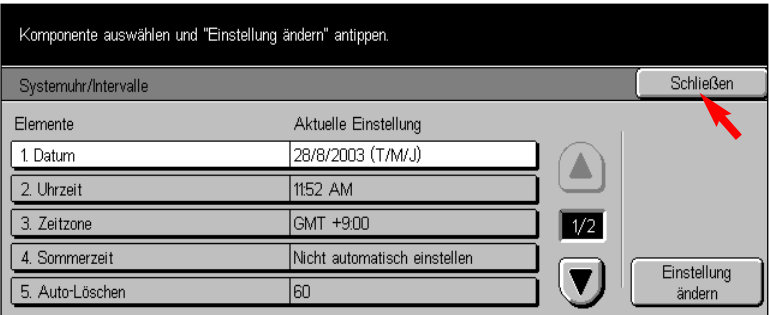 Komponente auswählen und "Einstellung ändern" antippen.
Systemuhr/Intervalle
Schließen
Elemente Aktuelle Einstellung
1. Datum 28/8/2003 (T/M/J)
2. Uhrzeit 11:52 AM
3. Zeitzone GMT +9:00
1/2
4. Sommerzeit Nicht automatisch einstellen
5. Auto-Löschen 60
Einstellung
ändern